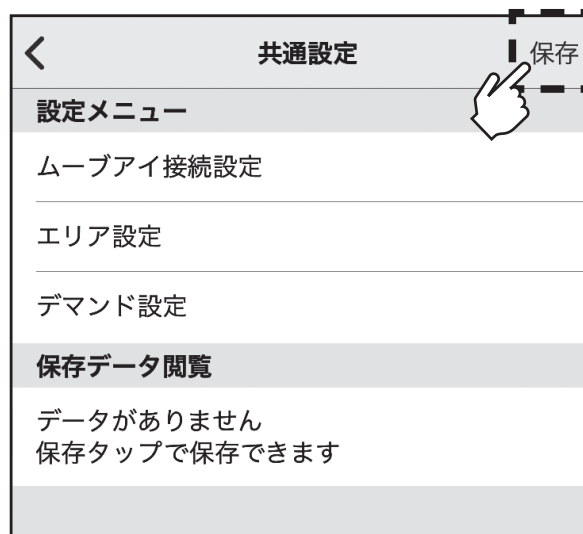 共通設定
保存
設定メニュー
ムーブアイ接続設定
エリア設定
デマンド設定
保存データ閲覧
データがありません
保存タップで保存できます